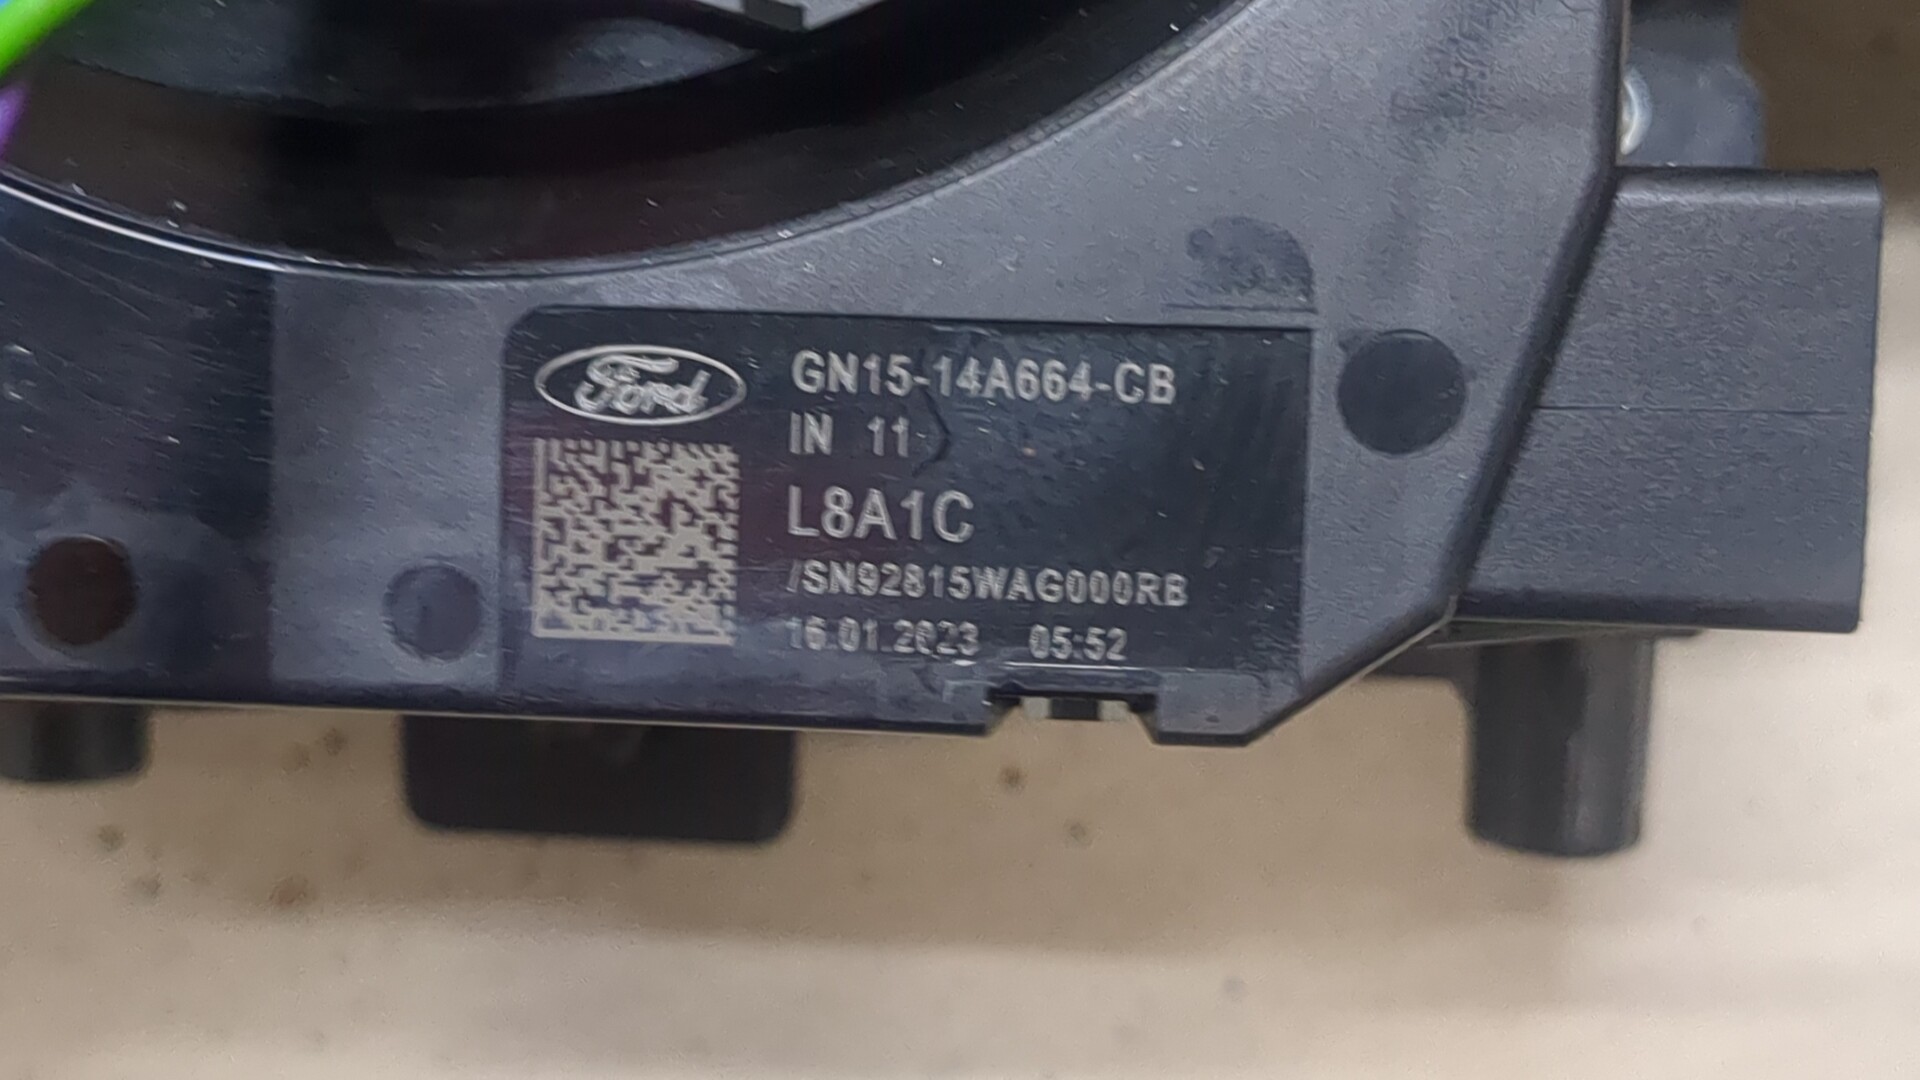 Ford
GN15-14A664-CB
IN 11
L8A1C
/SN92815WAG000RB
16.01.2023 05:52